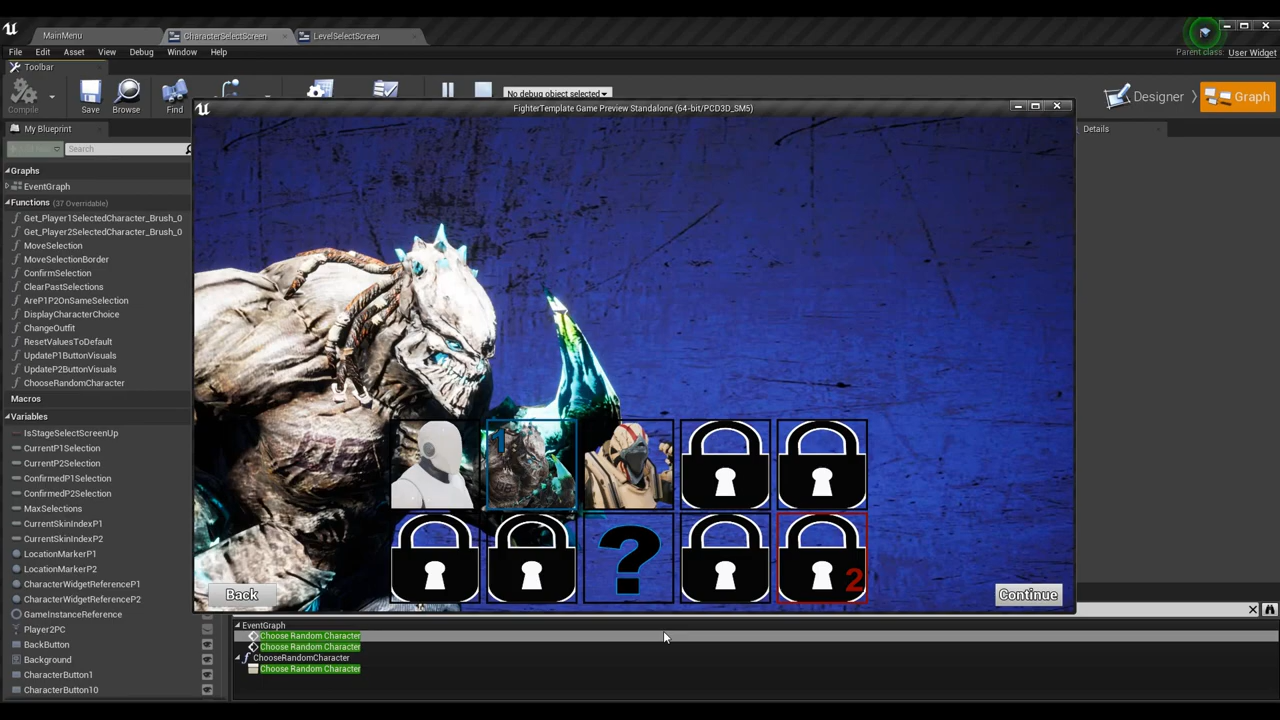 MainMenu
CharacterSelectScreen
LevelSelectScreen
Parent class: User Widget
File Edit Asset View Debug Window Help
Toolbar
Compile
Save
Browse
Find
No debug object selected
Designer
Graph
FighterTemplate Game Preview Standalone (64-bit/PCD3D_SM5)
My Blueprint
Details
Search
Graphs
EventGraph
Functions (37 Overridable)
Get_Player1SelectedCharacter_Brush_0
Get_Player2SelectedCharacter_Brush_0
MoveSelection
MoveSelectionBorder
ConfirmSelection
ClearPastSelections
AreP1P2OnSameSelection
DisplayCharacterChoice
ChangeOutfit
ResetValuesToDefault
UpdateP1ButtonVisuals
UpdateP2ButtonVisuals
ChooseRandomCharacter
Macros
Variables
IsStageSelectScreenUp
CurrentP1Selection
CurrentP2Selection
ConfirmedP1Selection
ConfirmedP2Selection
MaxSelections
CurrentSkinIndexP1
CurrentSkinIndexP2
LocationMarkerP1
LocationMarkerP2
CharacterWidgetReferenceP1
CharacterWidgetReferenceP2
GameInstanceReference
Player2PC
BackButton
Background
CharacterButton1
CharacterButton10
1
?
2
Back
Continue
EventGraph
Choose Random Character
Choose Random Character
ChooseRandomCharacter
Choose Random Character